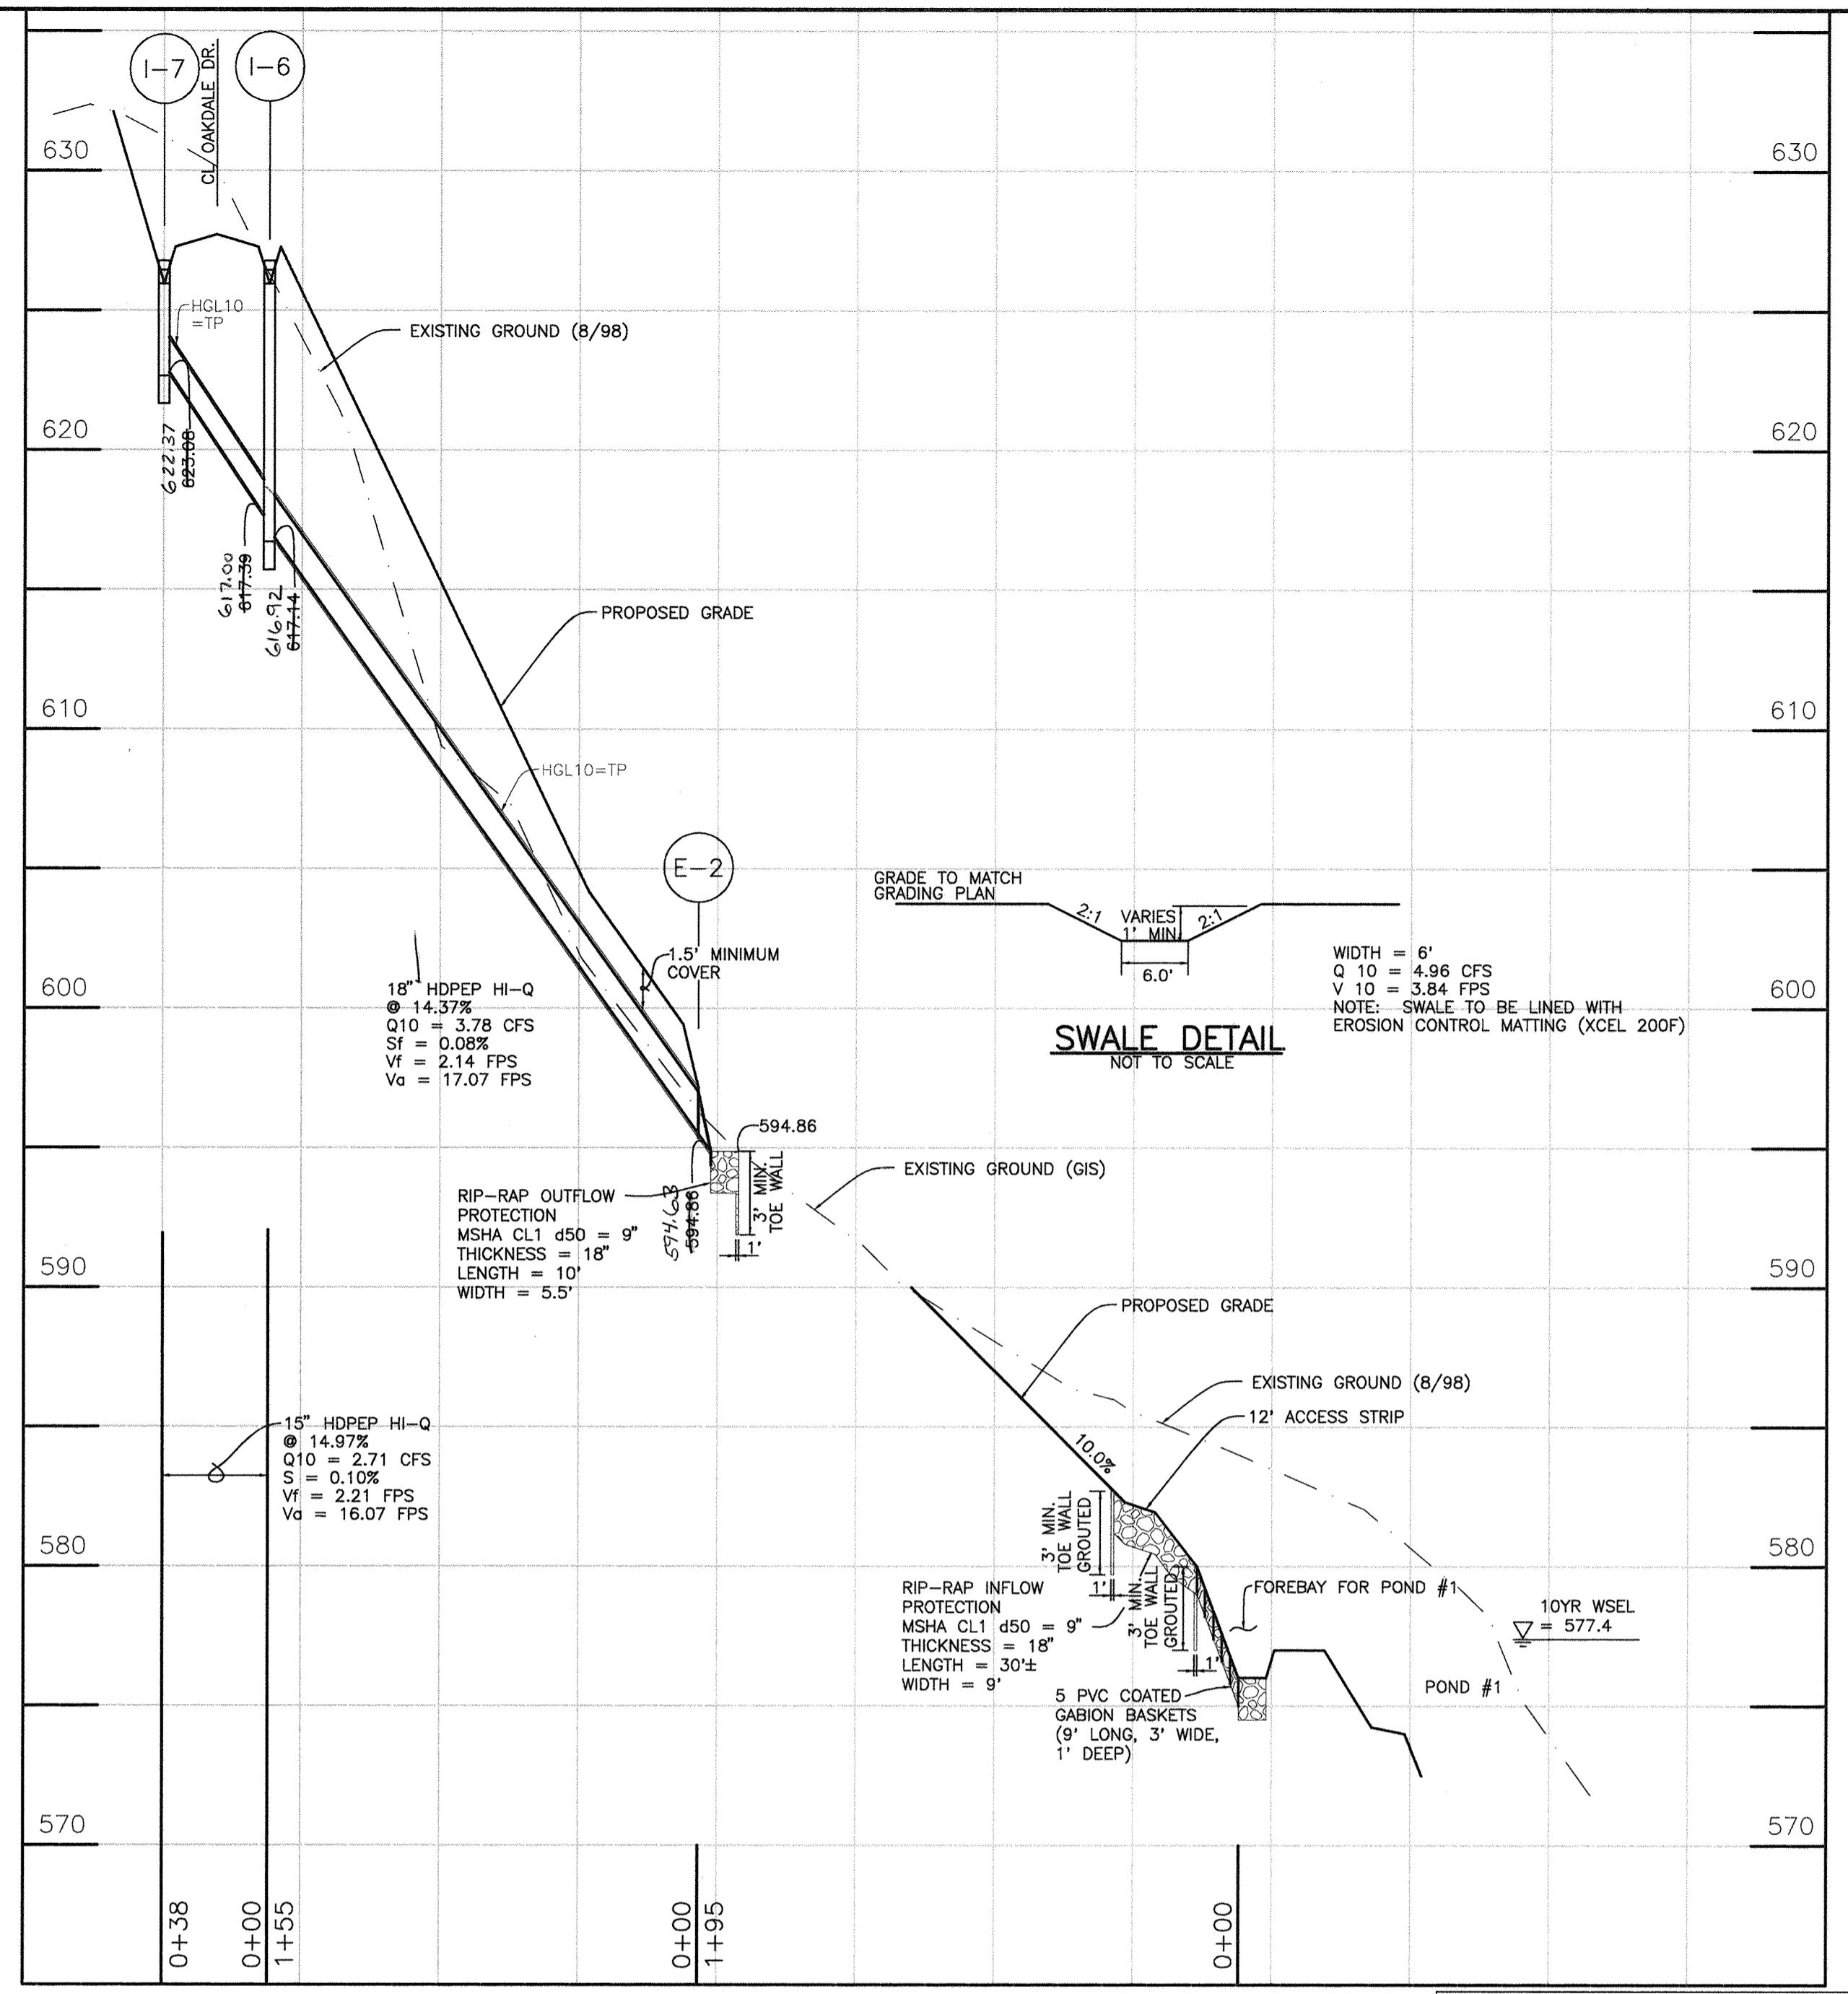 I-7
CL OAKDALE DR.
I-6
630
630
HGL10
=TP
EXISTING GROUND (8/98)
620
620
622.37
623.08
617.00
617.39
616.92
617.14
PROPOSED GRADE
610
610
HGL10=TP
E-2
1.5' MINIMUM
COVER
GRADE TO MATCH
GRADING PLAN
2:1
VARIES
1' MIN.
2:1
6.0'
WIDTH = 6'
Q 10 = 4.96 CFS
V 10 = 3.84 FPS
NOTE: SWALE TO BE LINED WITH
EROSION CONTROL MATTING (XCEL 200F)
SWALE DETAIL
NOT TO SCALE
600
600
18" HDPEP HI-Q
@ 14.37%
Q10 = 3.78 CFS
Sf = 0.08%
Vf = 2.14 FPS
Va = 17.07 FPS
594.86
3' MIN.
TOE WALL
1'
594.63
594.86
RIP-RAP OUTFLOW
PROTECTION
MSHA CL1 d50 = 9"
THICKNESS = 18"
LENGTH = 10'
WIDTH = 5.5'
EXISTING GROUND (GIS)
590
590
PROPOSED GRADE
EXISTING GROUND (8/98)
12' ACCESS STRIP
10.0%
15" HDPEP HI-Q
@ 14.97%
Q10 = 2.71 CFS
S = 0.10%
Vf = 2.21 FPS
Va = 16.07 FPS
3' MIN.
TOE WALL
GROUTED
1'
580
580
RIP-RAP INFLOW
PROTECTION
MSHA CL1 d50 = 9"
THICKNESS = 18"
LENGTH = 30'±
WIDTH = 9'
3' MIN.
TOE WALL
GROUTED
1'
FOREBAY FOR POND #1
10YR WSEL
= 577.4
POND #1
5 PVC COATED
GABION BASKETS
(9' LONG, 3' WIDE,
1' DEEP)
570
570
0+38
0+00
1+55
0+00
1+95
0+00